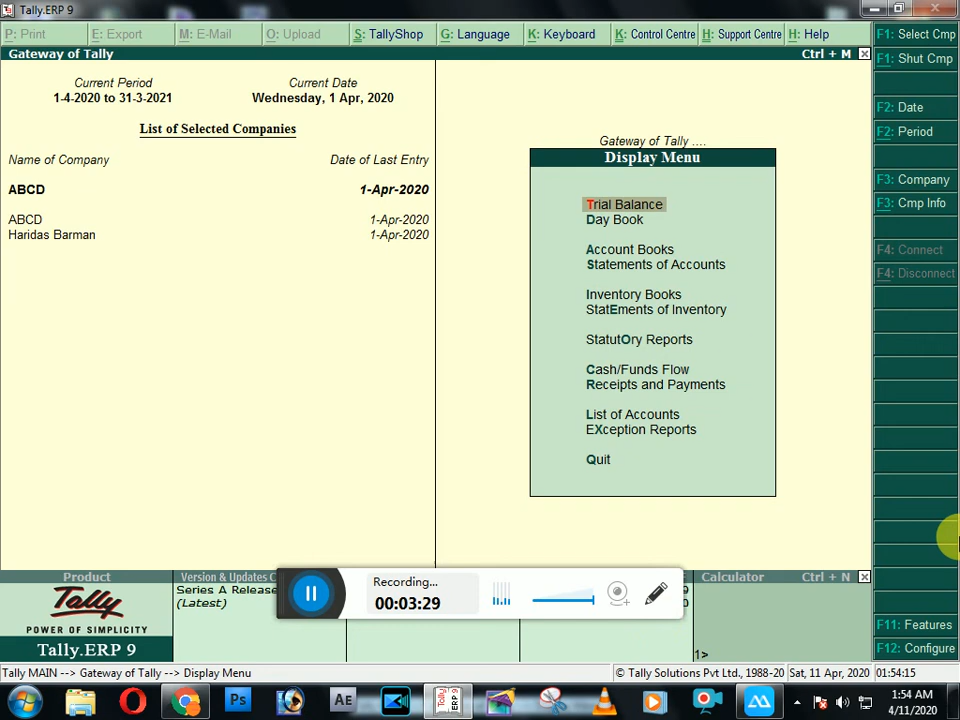 Tally.ERP 9
P: Print
E: Export
M: E-Mail
O: Upload
S: TallyShop
G: Language
K: Keyboard
K: Control Centre
H: Support Centre
H: Help
F1: Select Cmp
F1: Shut Cmp
F2: Date
F2: Period
F3: Company
F3: Cmp Info
F4: Connect
F4: Disconnect
F11: Features
F12: Configure
Gateway of Tally
Ctrl + M
Current Period
1-4-2020 to 31-3-2021
Current Date
Wednesday, 1 Apr, 2020
List of Selected Companies
Name of Company
Date of Last Entry
ABCD
1-Apr-2020
ABCD
1-Apr-2020
Haridas Barman
1-Apr-2020
Gateway of Tally ....
Display Menu
Trial Balance
Day Book
Account Books
Statements of Accounts
Inventory Books
StatEments of Inventory
StatutOry Reports
Cash/Funds Flow
Receipts and Payments
List of Accounts
EXception Reports
Quit
Product
Tally
POWER OF SIMPLICITY
Tally.ERP 9
Version & Updates
Series A Release
(Latest)
Recording...
00:03:29
Calculator
Ctrl + N
1>
Tally MAIN --> Gateway of Tally --> Display Menu
© Tally Solutions Pvt Ltd., 1988-20
Sat, 11 Apr, 2020
01:54:15
Ps
Ae
1:54 AM
4/11/2020